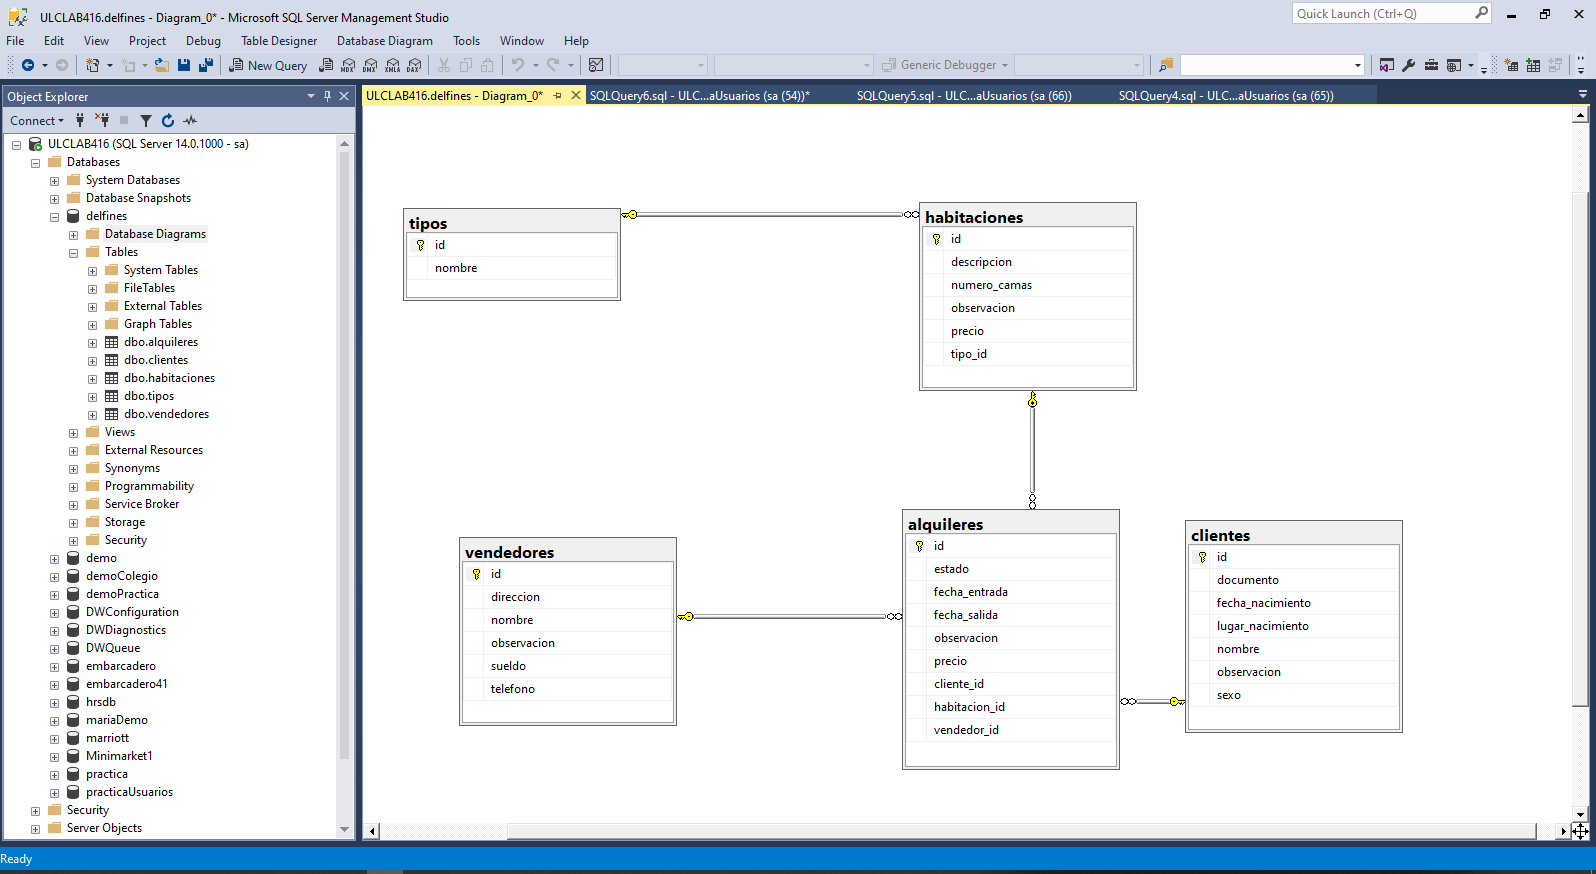 ULCLAB416.delfines - Diagram_0* - Microsoft SQL Server Management Studio
Quick Launch (Ctrl+Q)
File Edit View Project Debug Table Designer Database Diagram Tools Window Help
New Query MDX DMX XMLA DAX Generic Debugger
Object Explorer
ULCLAB416.delfines - Diagram_0* SQLQuery6.sql - ULC...aUsuarios (sa (54))* SQLQuery5.sql - ULC...aUsuarios (sa (66)) SQLQuery4.sql - ULC...aUsuarios (sa (65))
Connect
ULCLAB416 (SQL Server 14.0.1000 - sa)
Databases
System Databases
Database Snapshots
delfines
Database Diagrams
Tables
System Tables
FileTables
External Tables
Graph Tables
dbo.alquileres
dbo.clientes
dbo.habitaciones
dbo.tipos
dbo.vendedores
Views
External Resources
Synonyms
Programmability
Service Broker
Storage
Security
demo
demoColegio
demoPractica
DWConfiguration
DWDiagnostics
DWQueue
embarcadero
embarcadero41
hrsdb
mariaDemo
marriott
Minimarket1
practica
practicaUsuarios
Security
Server Objects
tipos
id
nombre
habitaciones
id
descripcion
numero_camas
observacion
precio
tipo_id
vendedores
id
direccion
nombre
observacion
sueldo
telefono
alquileres
id
estado
fecha_entrada
fecha_salida
observacion
precio
cliente_id
habitacion_id
vendedor_id
clientes
id
documento
fecha_nacimiento
lugar_nacimiento
nombre
observacion
sexo
Ready